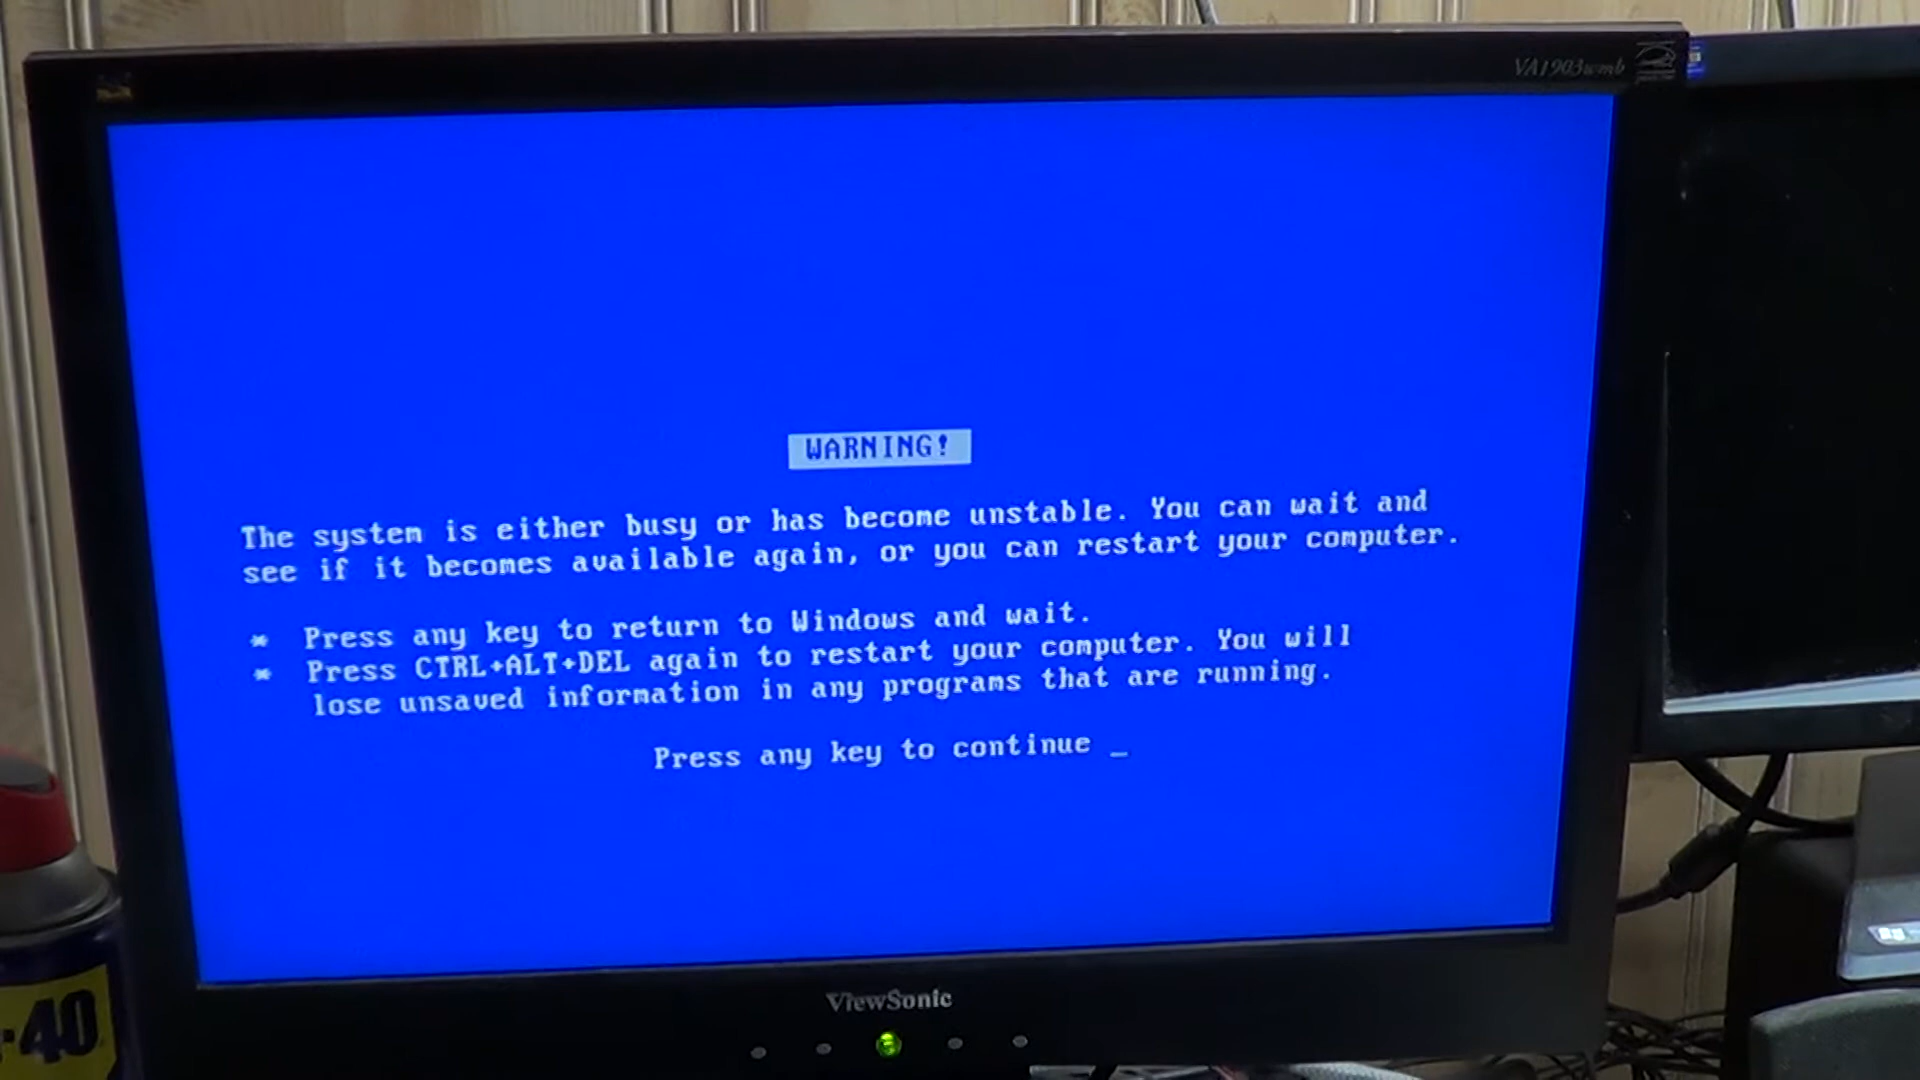 VA1903wmb
WARNING!
The system is either busy or has become unstable. You can wait and
see if it becomes available again, or you can restart your computer.
* Press any key to return to Windows and wait.
* Press CTRL+ALT+DEL again to restart your computer. You will
lose unsaved information in any programs that are running.
Press any key to continue _
ViewSonic
-40